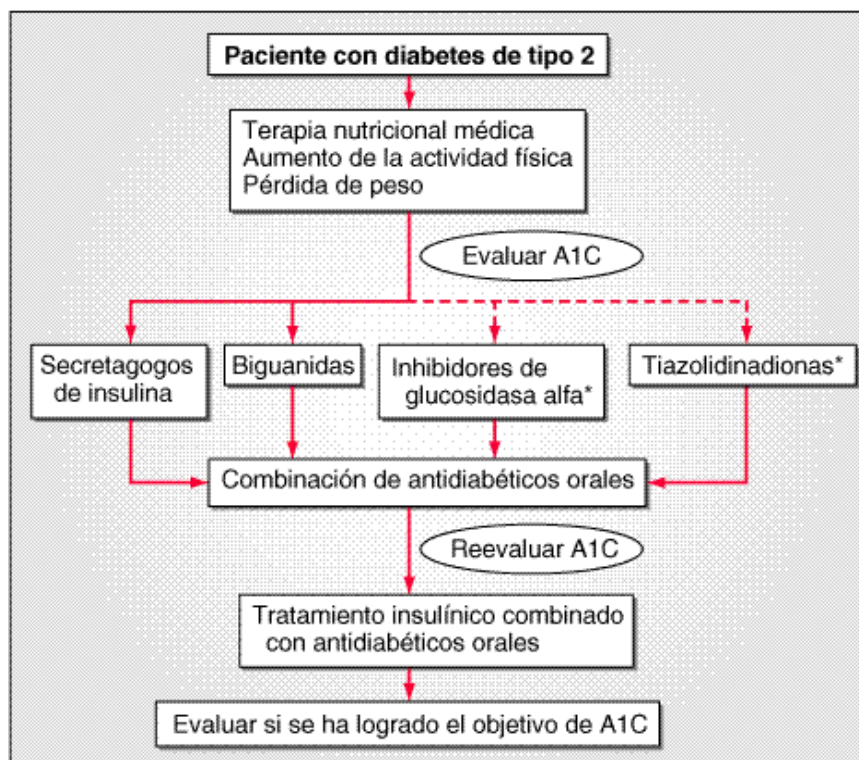 Paciente con diabetes de tipo 2
Terapia nutricional médica
Aumento de la actividad física
Pérdida de peso
Evaluar A1C
Secretagogos
de insulina
Biguanidas
Inhibidores de
glucosidasa alfa*
Tiazolidinadionas*
Combinación de antidiabéticos orales
Reevaluar A1C
Tratamiento insulínico combinado
con antidiabéticos orales
Evaluar si se ha logrado el objetivo de A1C